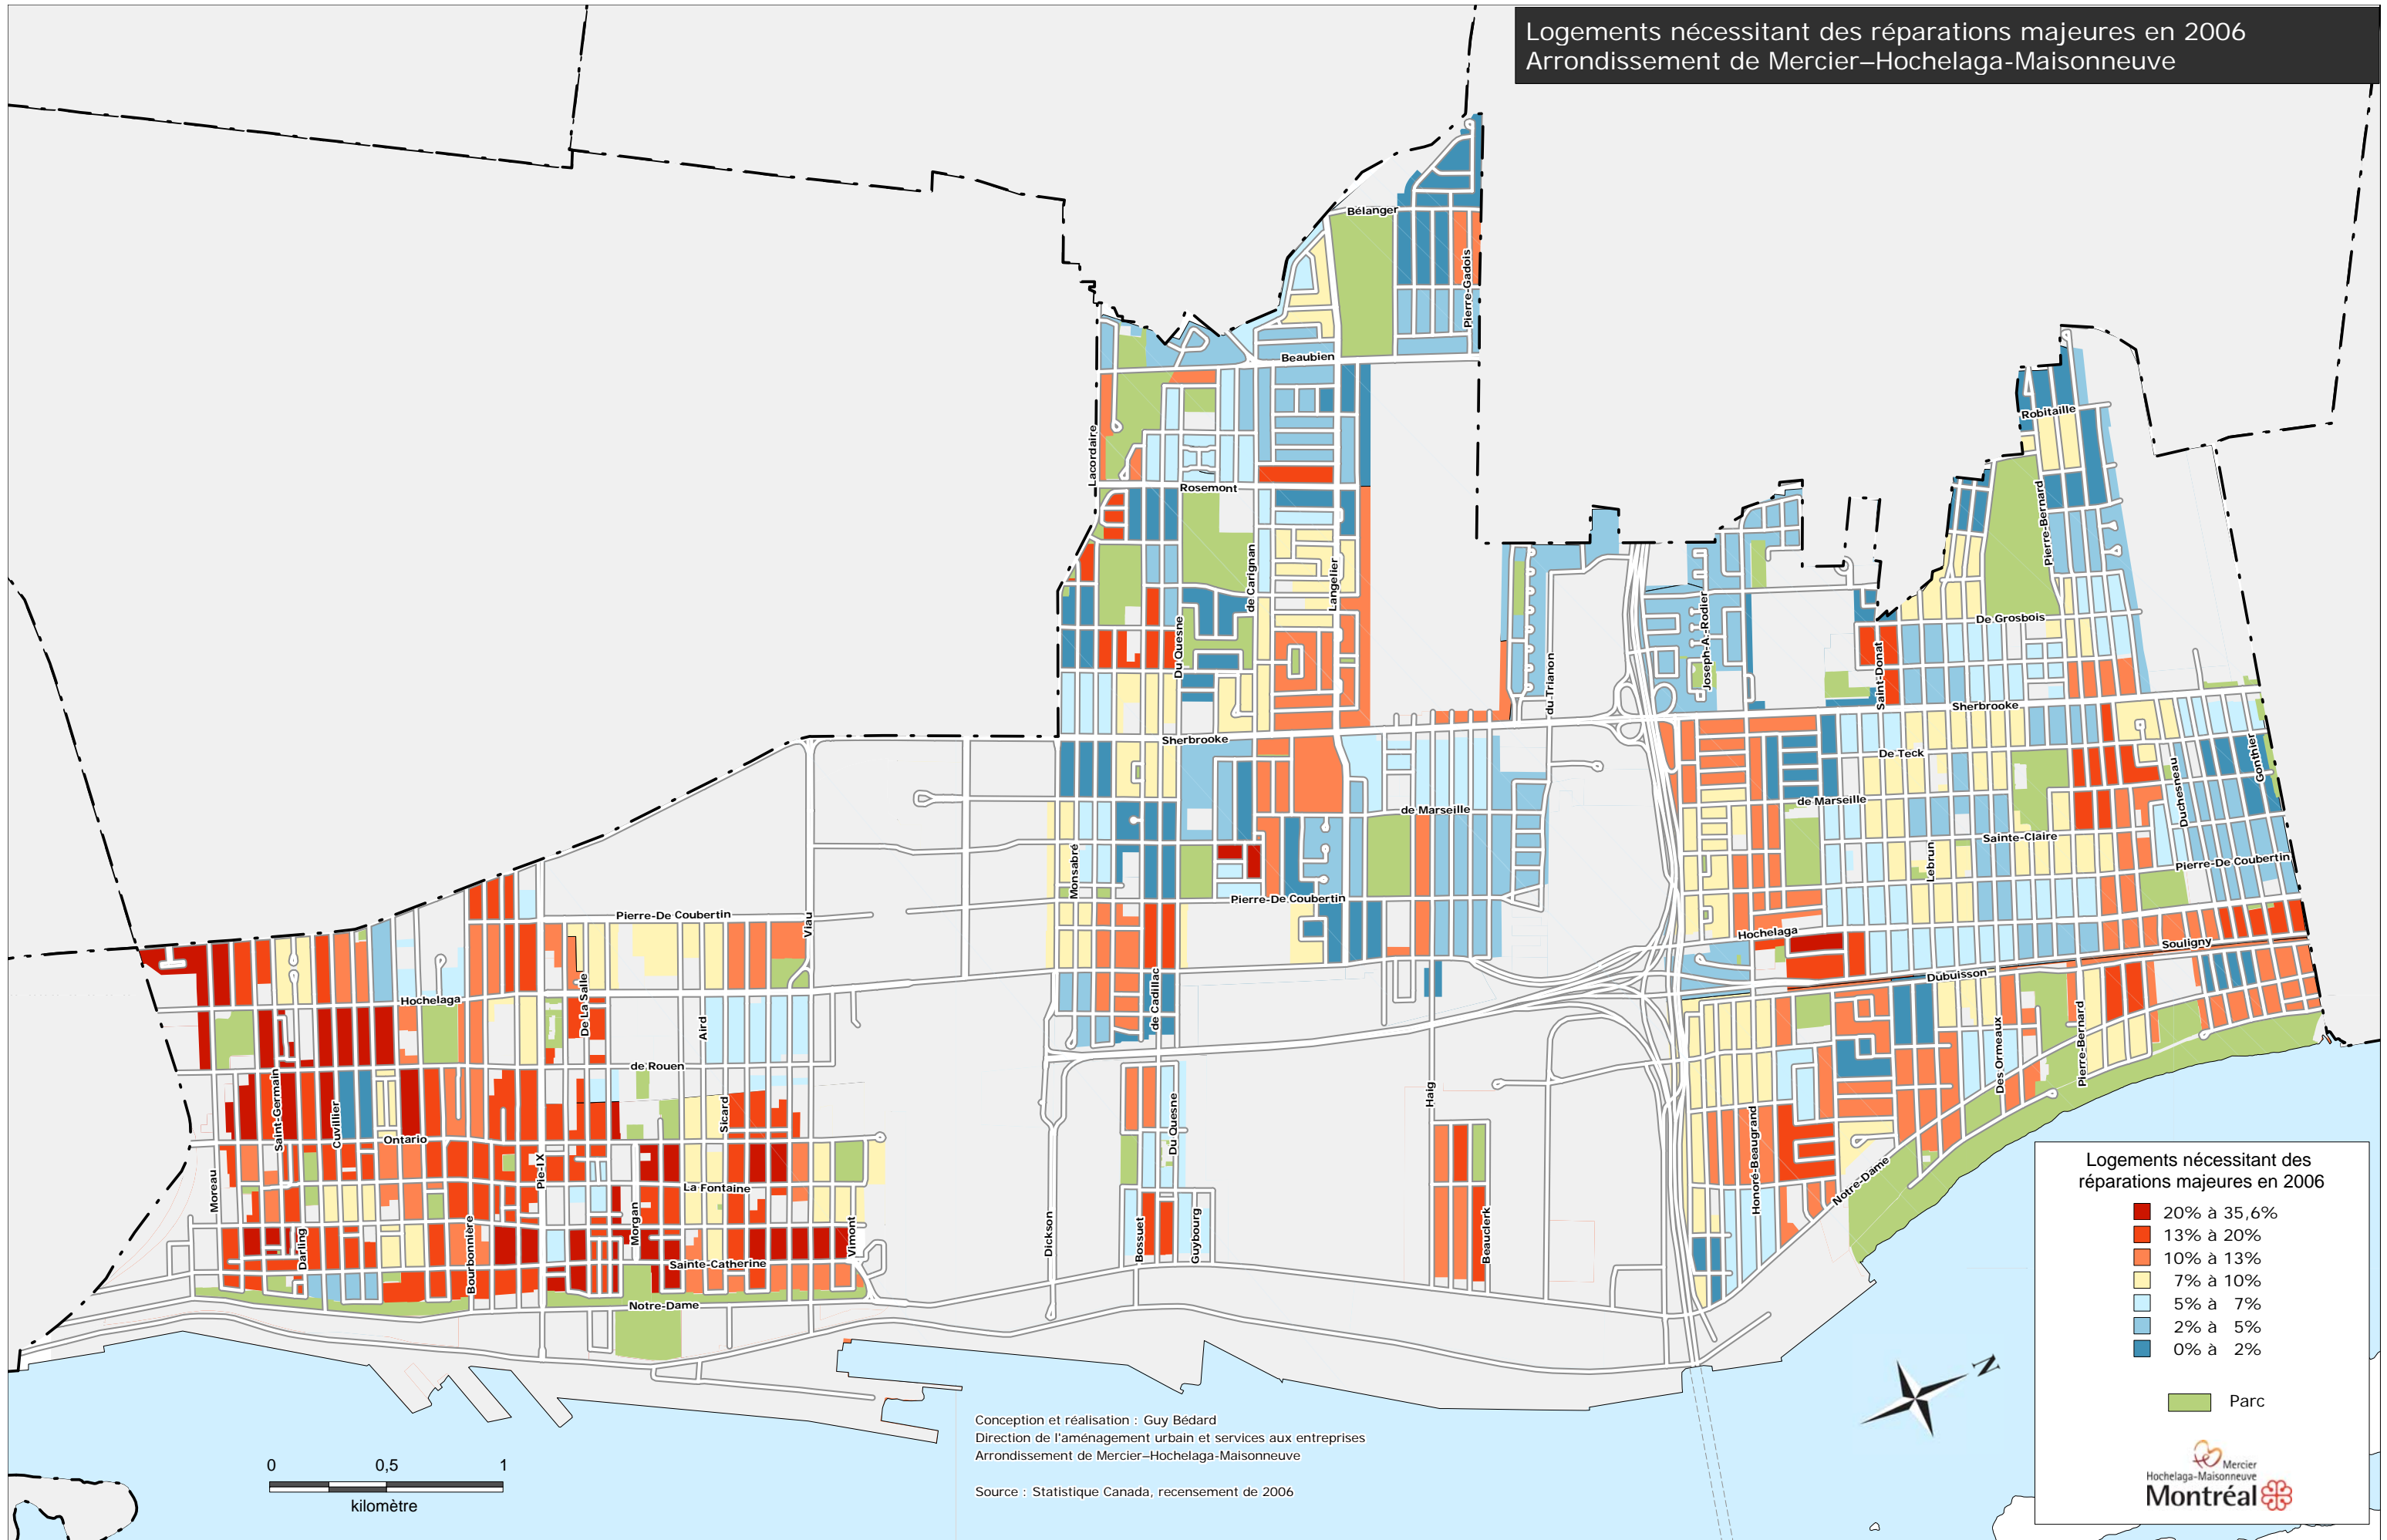 Logements nécessitant des réparations majeures en 2006
Arrondissement de Mercier–Hochelaga-Maisonneuve
Bélanger
Pierre-Gadois
Beaubien
Robitaille
Lacordaire
Rosemont
Pierre-Bernard
de Carignan
Langelier
Du Quesne
De Grosbois
Joseph-A.-Rodier
Saint-Donat
du Trianon
Sherbrooke
Sherbrooke
De Teck
Gonthier
Duchesneau
de Marseille
de Marseille
Sainte-Claire
Monsabré
Lebrun
Pierre-De Coubertin
Pierre-De Coubertin
Pierre-De Coubertin
Viau
Hochelaga
Souligny
Dubuisson
De La Salle
Hochelaga
de Cadillac
Aird
Des Ormeaux
Pierre-Bernard
de Rouen
Haig
Saint-Germain
Cuvillier
Sicard
Du Quesne
Honoré-Beaugrand
Ontario
Moreau
Pie-IX
La Fontaine
Notre-Dame
Morgan
Darling
Bourbonnière
Vimont
Dickson
Bossuet
Guybourg
Beauclerk
Sainte-Catherine
Notre-Dame
Logements nécessitant des
réparations majeures en 2006
20% à 35,6%
13% à 20%
10% à 13%
7% à 10%
5% à 7%
2% à 5%
0% à 2%
Parc
N
Mercier
Hochelaga-Maisonneuve
Montréal
Conception et réalisation : Guy Bédard
Direction de l'aménagement urbain et services aux entreprises
Arrondissement de Mercier–Hochelaga-Maisonneuve
Source : Statistique Canada, recensement de 2006
0 0,5 1
kilomètre